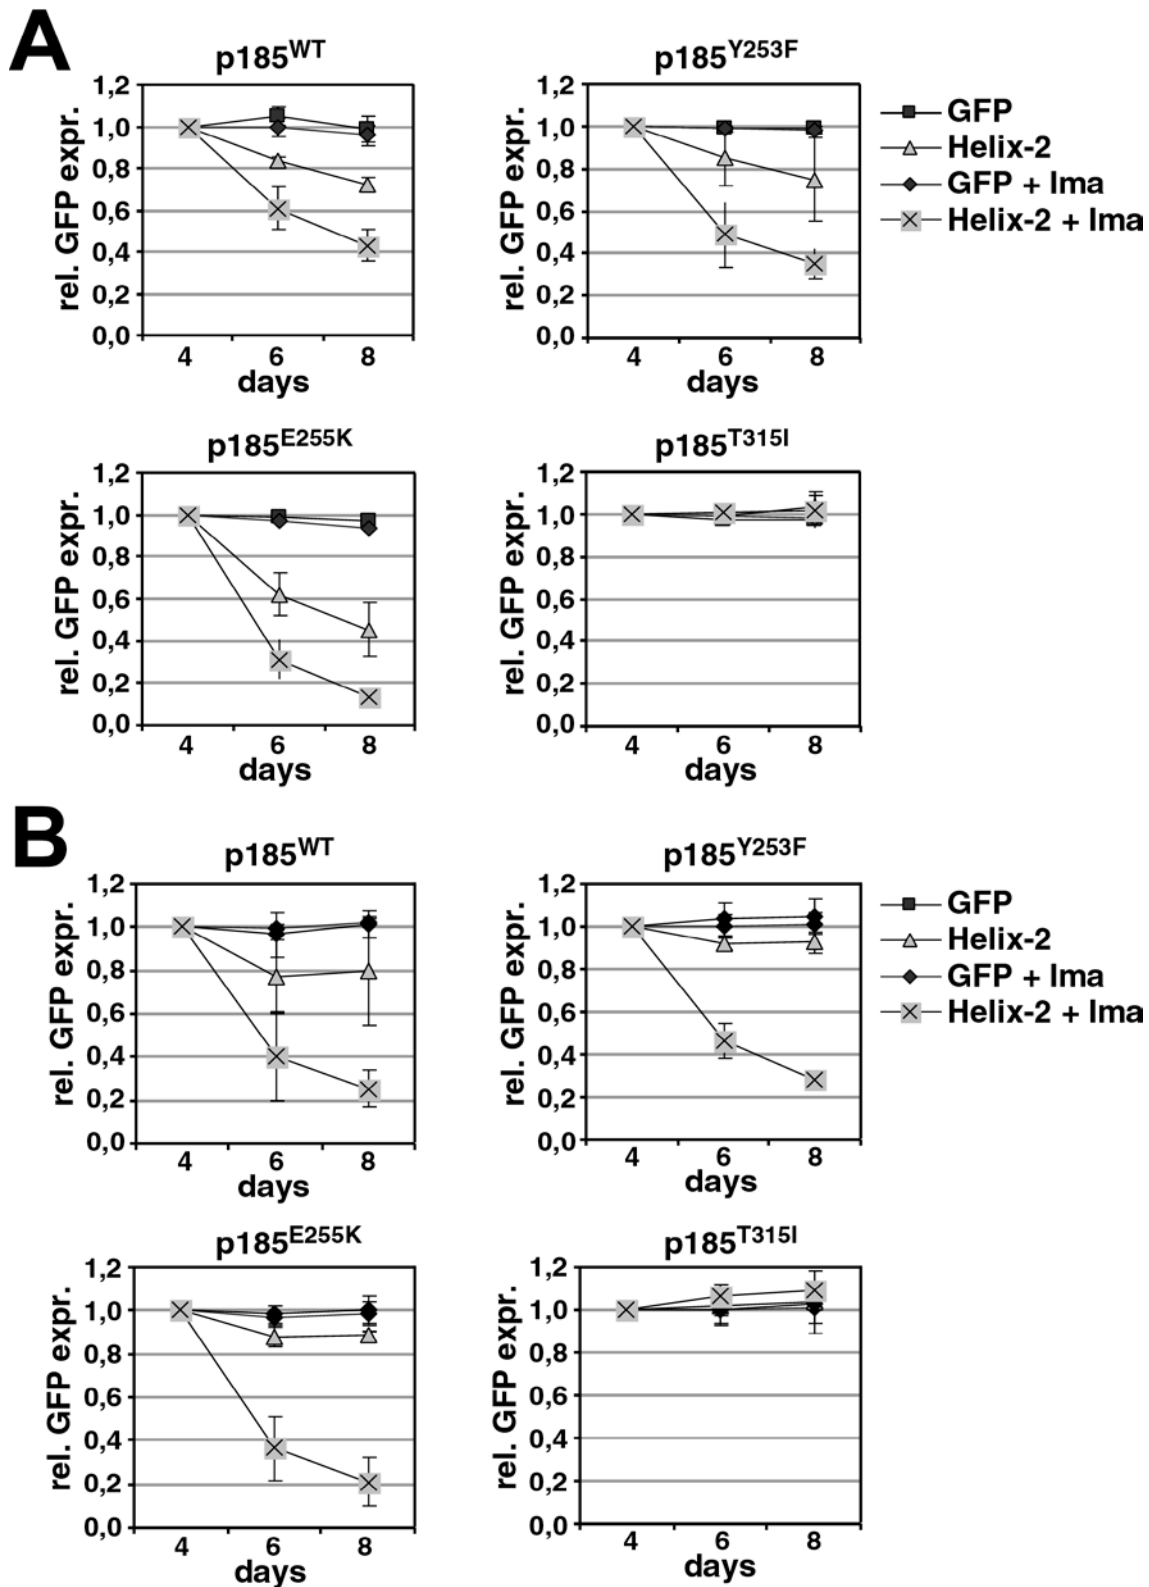 A
p185WT
p185Y253F
rel. GFP expr.
1,2
1,0
0,8
0,6
0,4
0,2
0,0
4 6 8
days
rel. GFP expr.
1,2
1,0
0,8
0,6
0,4
0,2
0,0
4 6 8
days
GFP
Helix-2
GFP + Ima
Helix-2 + Ima
p185E255K
p185T315I
rel. GFP expr.
1,2
1,0
0,8
0,6
0,4
0,2
0,0
4 6 8
days
rel. GFP expr.
1,2
1,0
0,8
0,6
0,4
0,2
0,0
4 6 8
days
B
p185WT
p185Y253F
rel. GFP expr.
1,2
1,0
0,8
0,6
0,4
0,2
0,0
4 6 8
days
rel. GFP expr.
1,2
1,0
0,8
0,6
0,4
0,2
0,0
4 6 8
days
GFP
Helix-2
GFP + Ima
Helix-2 + Ima
p185E255K
p185T315I
rel. GFP expr.
1,2
1,0
0,8
0,6
0,4
0,2
0,0
4 6 8
days
rel. GFP expr.
1,2
1,0
0,8
0,6
0,4
0,2
0,0
4 6 8
days